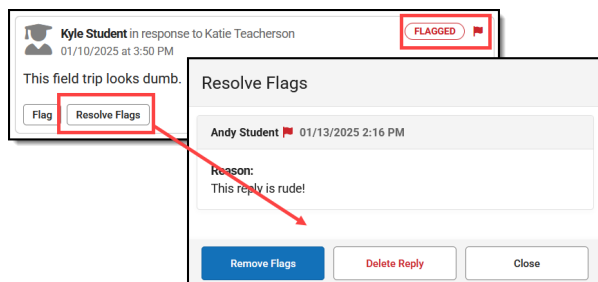 Kyle Student in response to Katie Teacherson
FLAGGED
01/10/2025 at 3:50 PM
This field trip looks dumb.
Flag
Resolve Flags
Resolve Flags
Andy Student 01/13/2025 2:16 PM
Reason:
This reply is rude!
Remove Flags
Delete Reply
Close